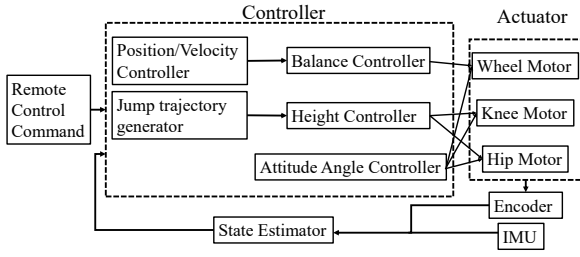 Controller
Actuator
Position/Velocity
Controller
Balance Controller
Wheel Motor
Remote
Control
Command
Jump trajectory
generator
Height Controller
Knee Motor
Attitude Angle Controller
Hip Motor
Encoder
State Estimator
IMU